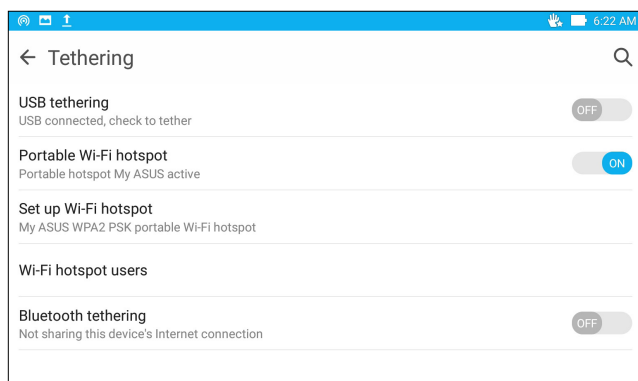 6:22 AM
Tethering
USB tethering
OFF
USB connected, check to tether
Portable Wi-Fi hotspot
ON
Portable hotspot My ASUS active
Set up Wi-Fi hotspot
My ASUS WPA2 PSK portable Wi-Fi hotspot
Wi-Fi hotspot users
Bluetooth tethering
OFF
Not sharing this device's Internet connection